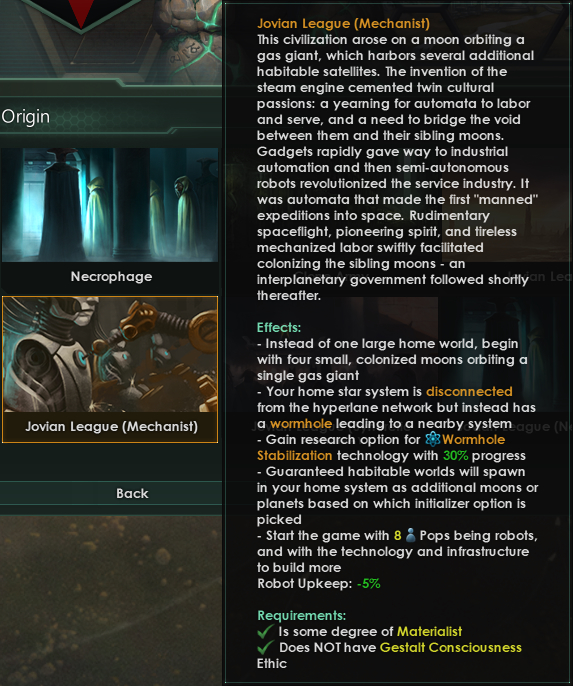 Origin
Necrophage
Jovian League (Mechanist)
Back
Jovian League (Mechanist)
This civilization arose on a moon orbiting a
gas giant, which harbors several additional
habitable satellites. The invention of the
steam engine cemented twin cultural
passions: a yearning for automata to labor
and serve, and a need to bridge the void
between them and their sibling moons.
Gadgets rapidly gave way to industrial
automation and then semi-autonomous
robots revolutionized the service industry. It
was automata that made the first "manned"
expeditions into space. Rudimentary
spaceflight, pioneering spirit, and tireless
mechanized labor swiftly facilitated
colonizing the sibling moons - an
interplanetary government followed shortly
thereafter.
Effects:
- Instead of one large home world, begin
with four small, colonized moons orbiting a
single gas giant
- Your home star system is disconnected
from the hyperlane network but instead has
a wormhole leading to a nearby system
- Gain research option for Wormhole
Stabilization technology with 30% progress
- Guaranteed habitable worlds will spawn
in your home system as additional moons or
planets based on which initializer option is
picked
- Start the game with 8 Pops being robots,
and with the technology and infrastructure
to build more
Robot Upkeep: -5%
Requirements:
Is some degree of Materialist
Does NOT have Gestalt Consciousness
Ethic